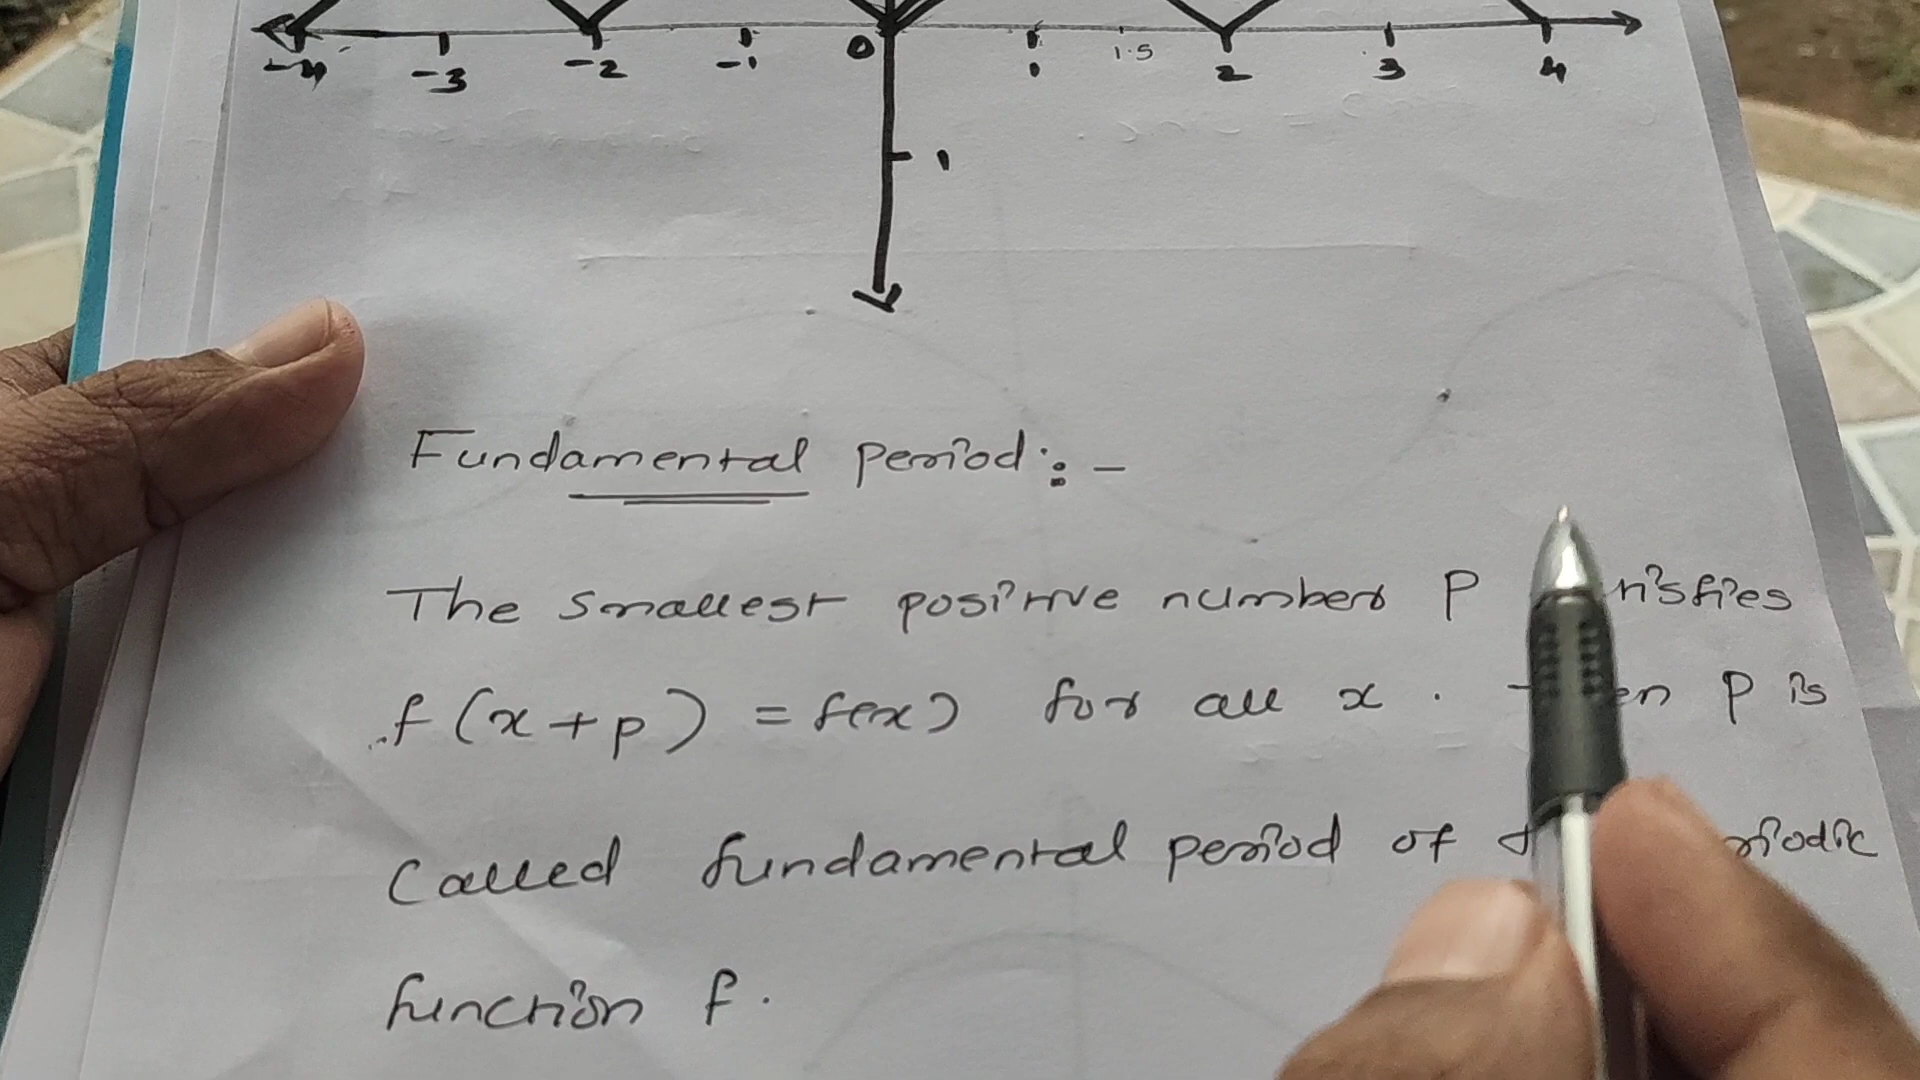 -4 -3 -2 -1 0 1 1.5 2 3 4
1
Fundamental period:-
The smallest positive number P
f(x+p) = f(x) for all x. P is
called fundamental period of
function f.